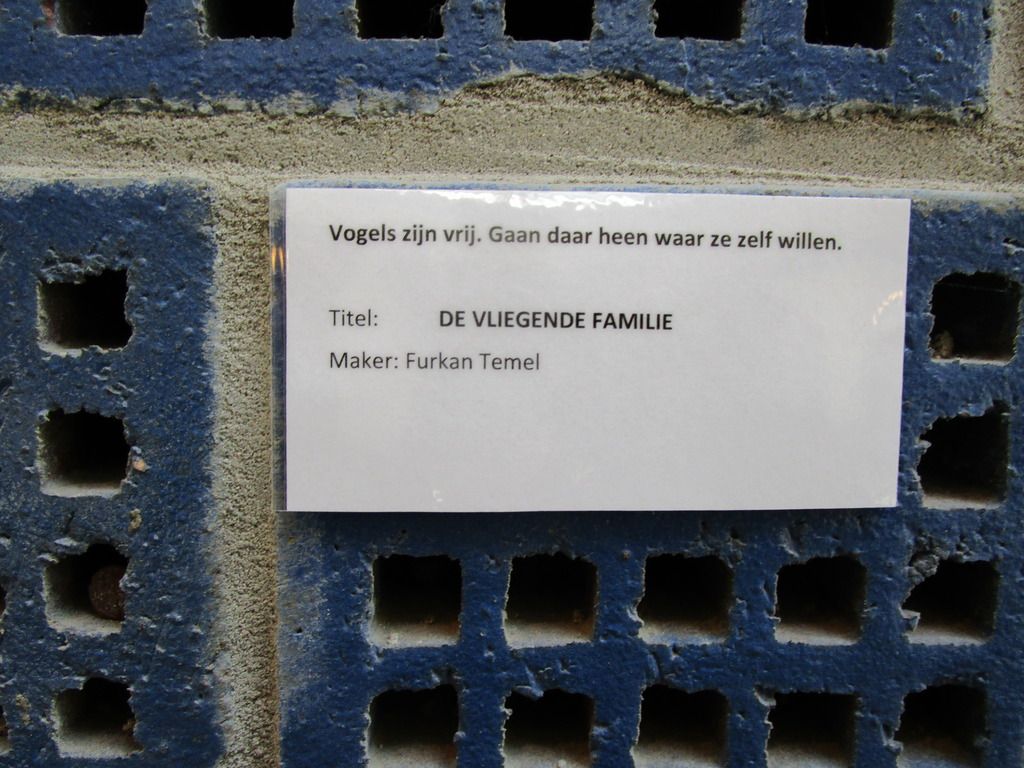 Vogels zijn vrij. Gaan daar heen waar ze zelf willen.
Titel: DE VLIEGENDE FAMILIE
Maker: Furkan Temel